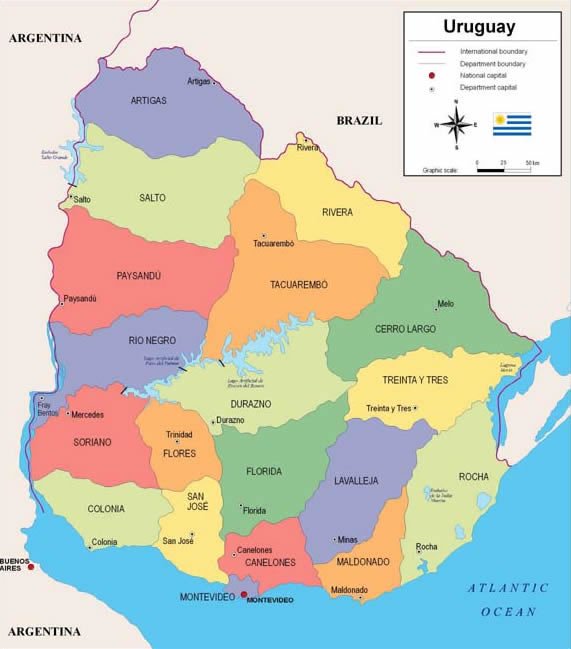 ARGENTINA
Uruguay
International boundary
Department boundary
National capital
Department capital
N
W
E
S
Graphic scale:
0
25
50 km
Artigas
ARTIGAS
BRAZIL
Rivera
Embalse
Salto Grande
Salto
SALTO
RIVERA
Tacuarembó
PAYSANDÚ
TACUAREMBÓ
Paysandú
Melo
CERRO LARGO
RIO NEGRO
Lago Artificial de
Paso del Palmar
Laguna
Merin
Lago Artificial de
Rincón del Bonete
TREINTA Y TRES
DURAZNO
Treinta y Tres
Fray
Bentos
Mercedes
Durazno
SORIANO
Trinidad
FLORES
FLORIDA
LAVALLEJA
ROCHA
Embalse
de la India
Muerta
SAN
JOSÉ
COLONIA
Florida
Colonia
San José
Canelones
CANELONES
Minas
MALDONADO
Rocha
BUENOS
AIRES
MONTEVIDEO
MONTEVIDEO
Maldonado
ATLANTIC
OCEAN
ARGENTINA